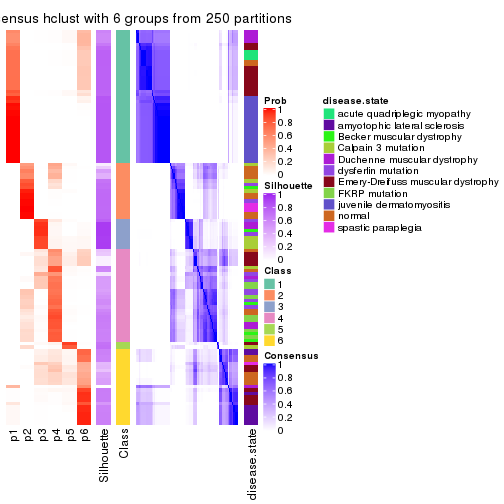 ensus hclust with 6 groups from 250 partitions
Prob
1
0.8
0.6
0.4
0.2
0
Silhouette
1
0.8
0.6
0.4
0.2
0
Class
1
2
3
4
5
6
Consensus
1
0.8
0.6
0.4
0.2
0
disease.state
acute quadriplegic myopathy
amyotophic lateral sclerosis
Becker muscular dystrophy
Calpain 3 mutation
Duchenne muscular dystrophy
dysferlin mutation
Emery-Dreifuss muscular dystrophy
FKRP mutation
juvenile dermatomyositis
normal
spastic paraplegia
p1
p2
p3
p4
p5
p6
Silhouette
Class
disease.state